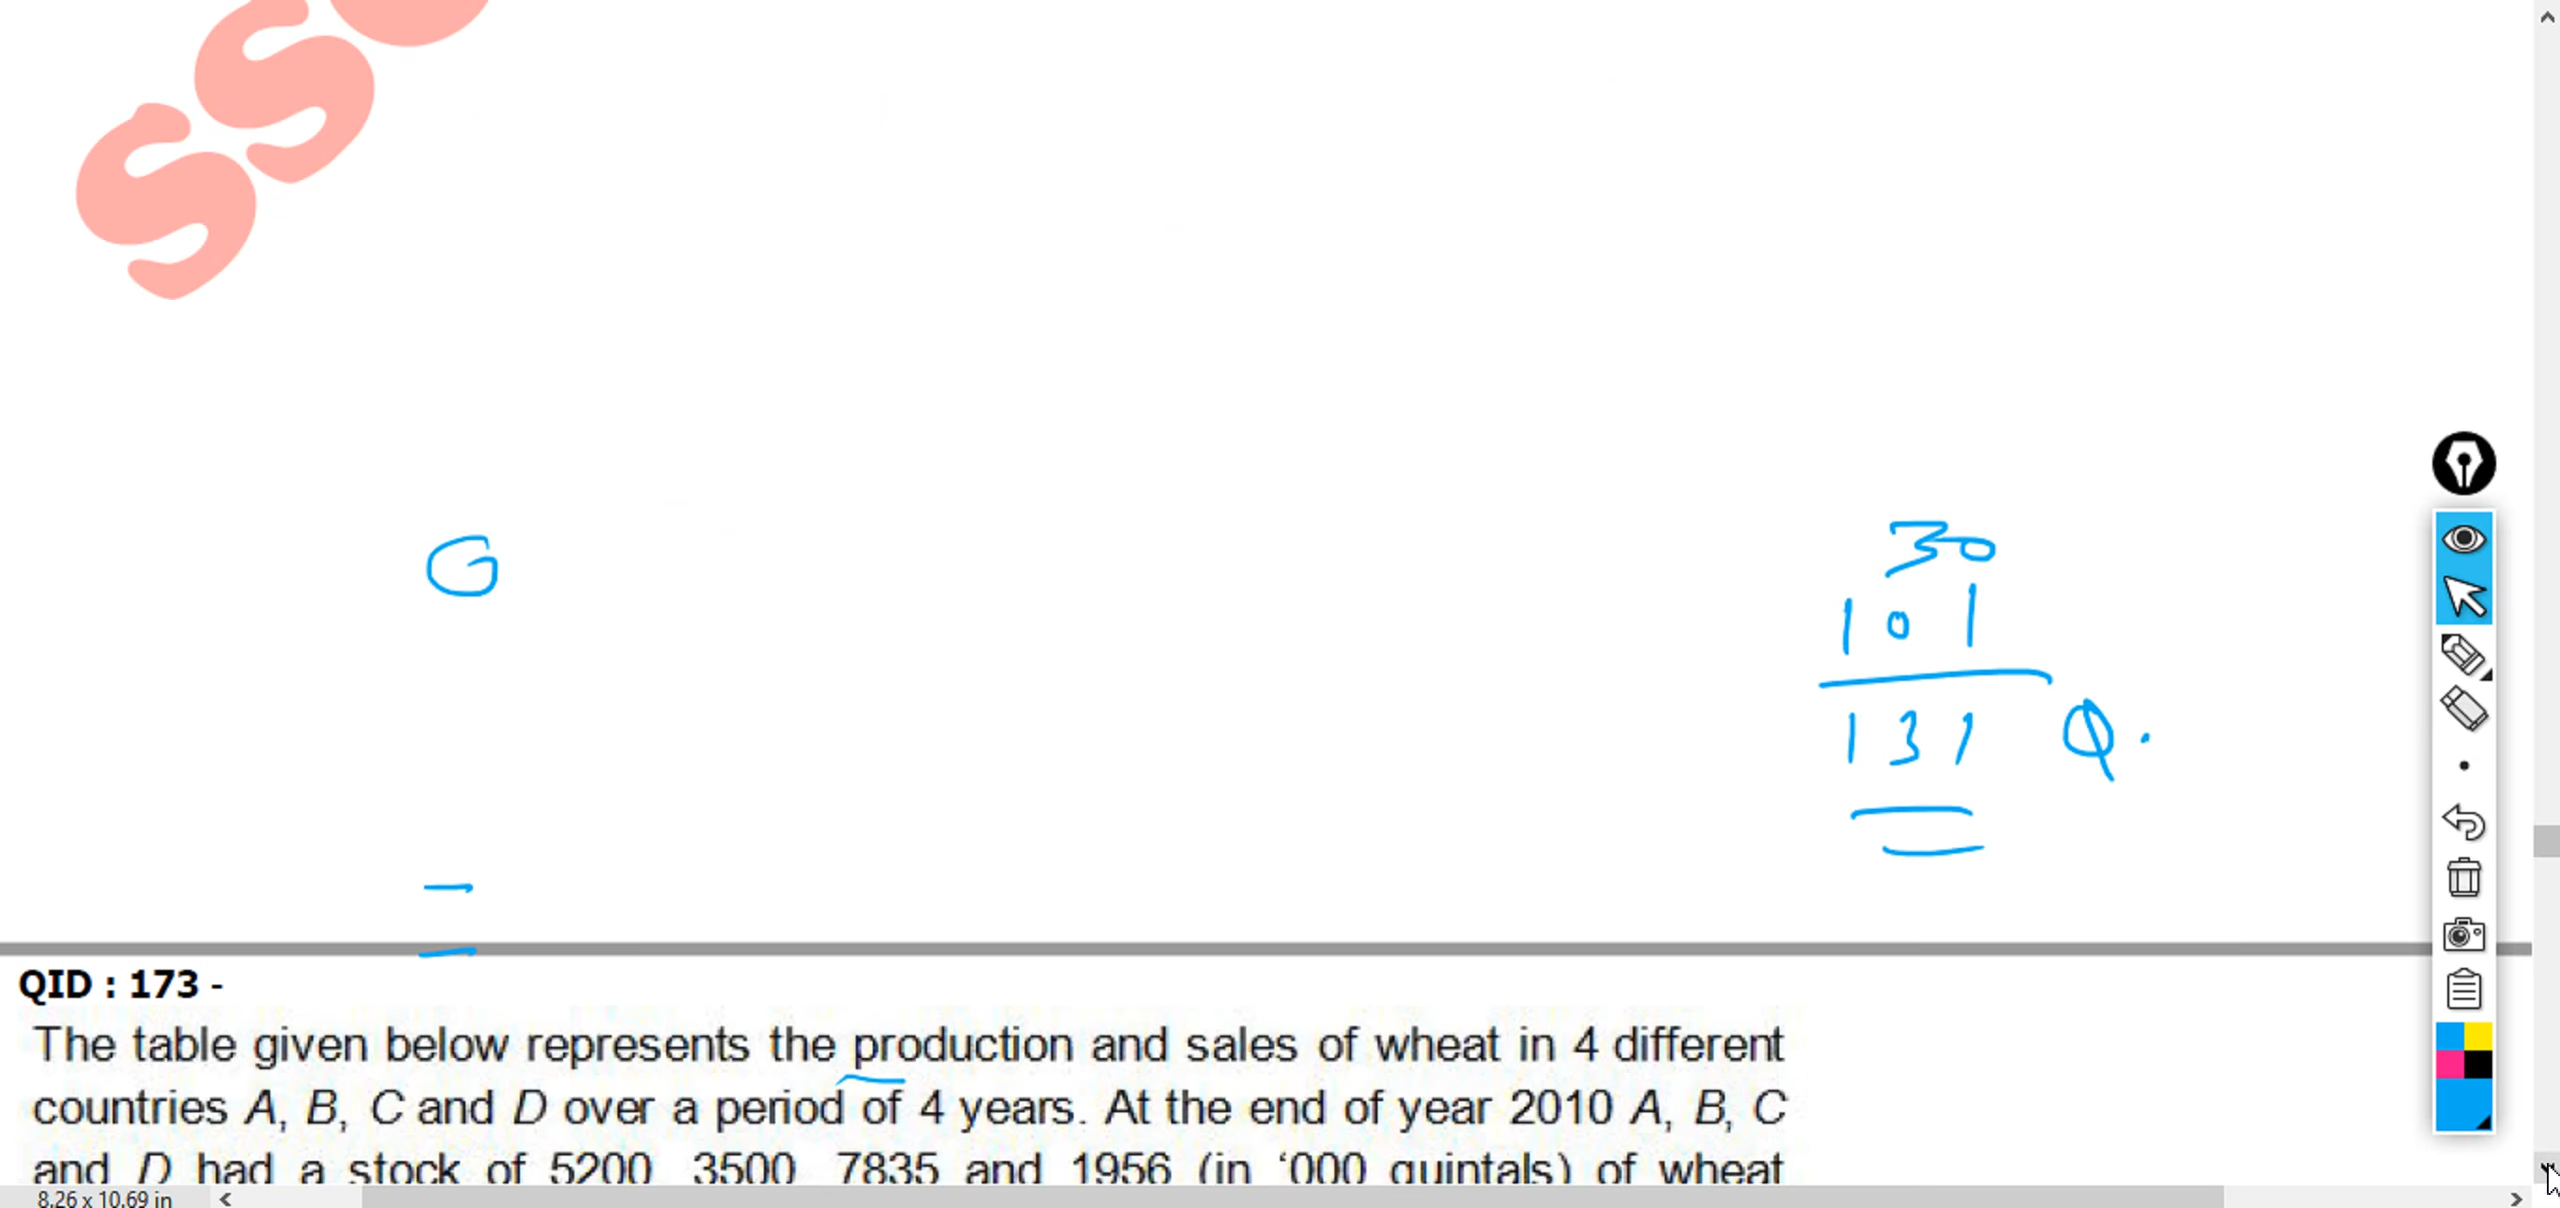 SS
G
30
101
131 Q.
QID : 173 -
The table given below represents the production and sales of wheat in 4 different
countries A, B, C and D over a period of 4 years. At the end of year 2010 A, B, C
and D had a stock of 5200 3500 7835 and 1956 (in ‘000 quintals) of wheat
8.26 x 10.69 in